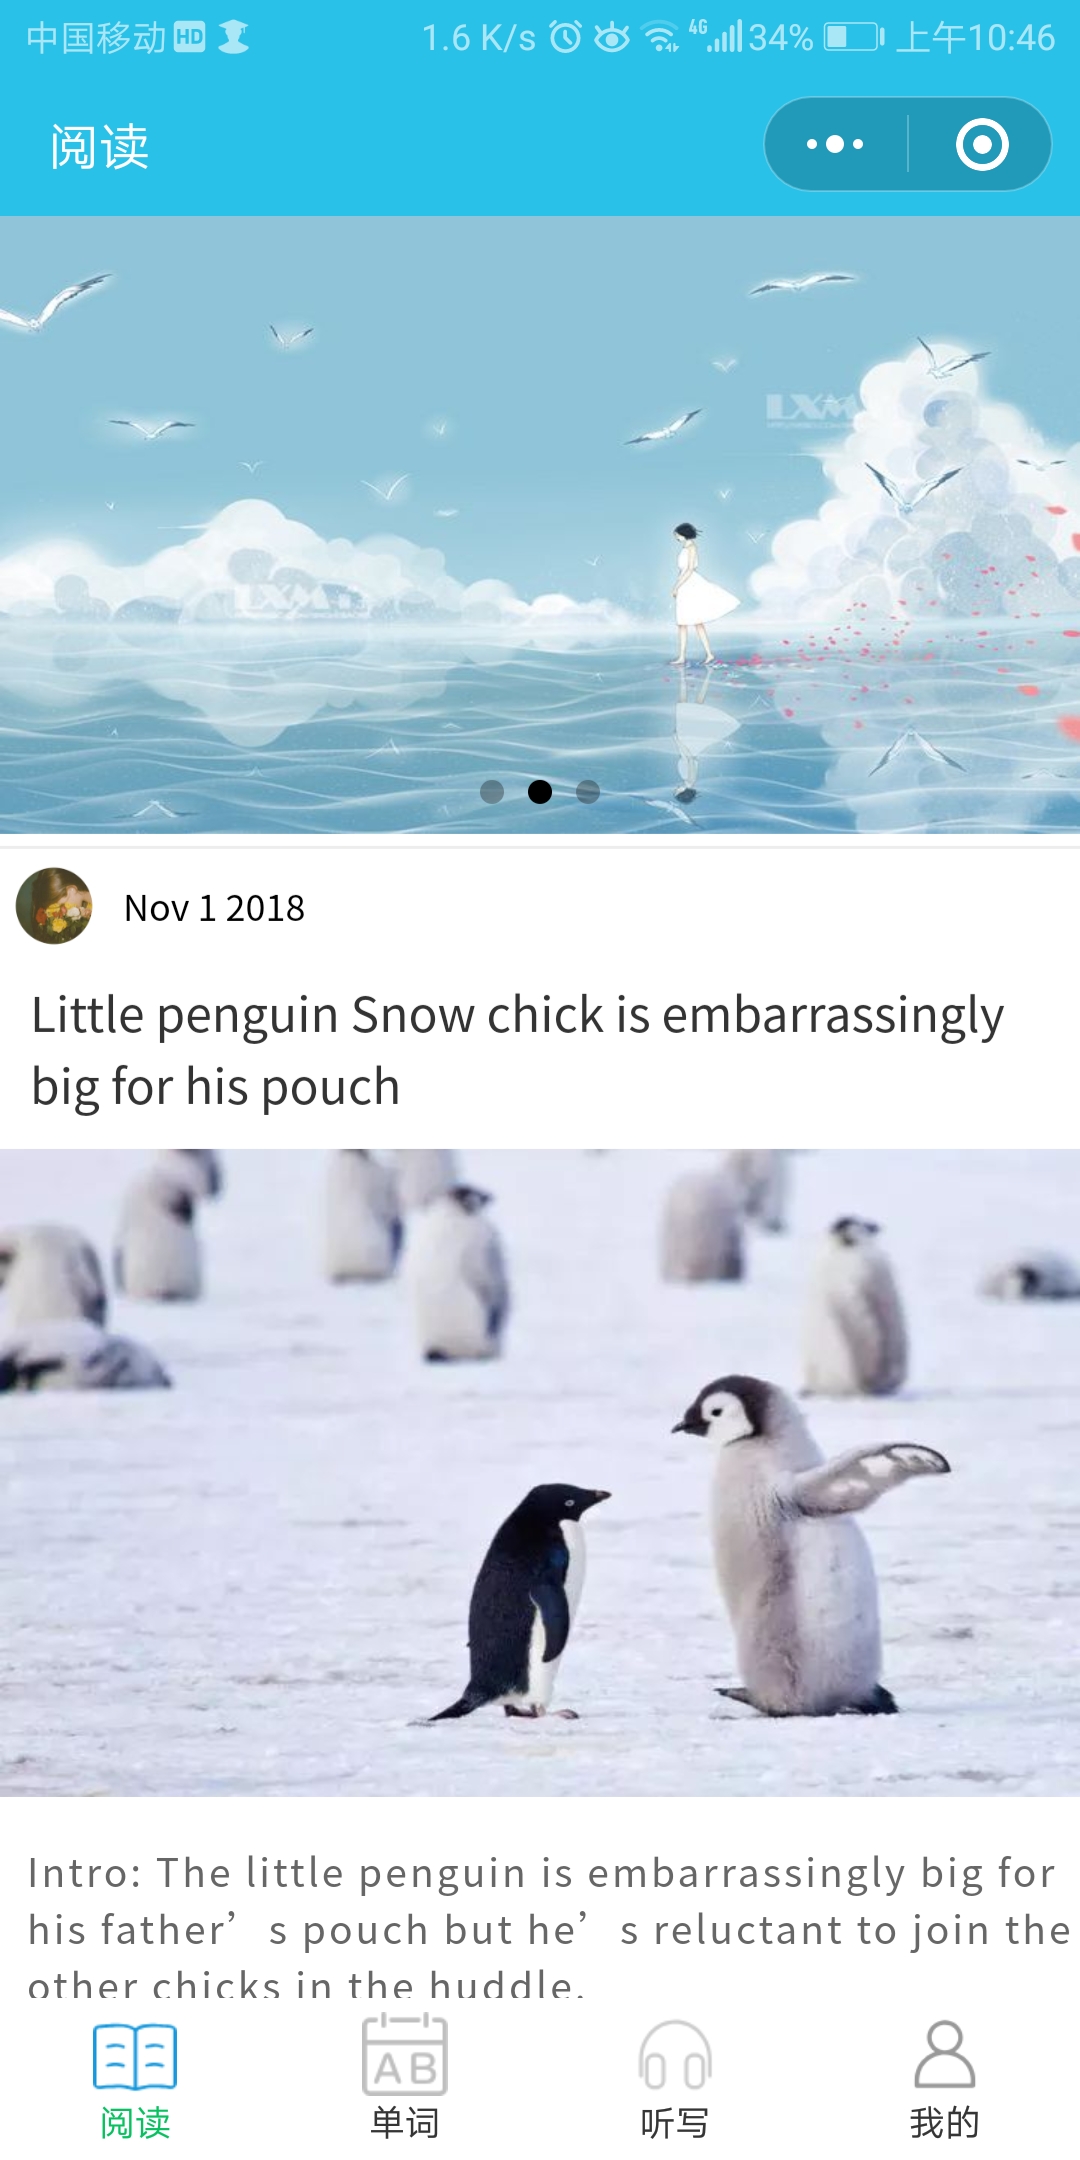 中国移动 HD 1.6 K/s 4G 34% 上午10:46
阅读
LXM
LXM
Nov 1 2018
Little penguin Snow chick is embarrassingly
big for his pouch
Intro: The little penguin is embarrassingly big for
his father’s pouch but he’s reluctant to join the
other chicks in the huddle.
AB
阅读 单词 听写 我的